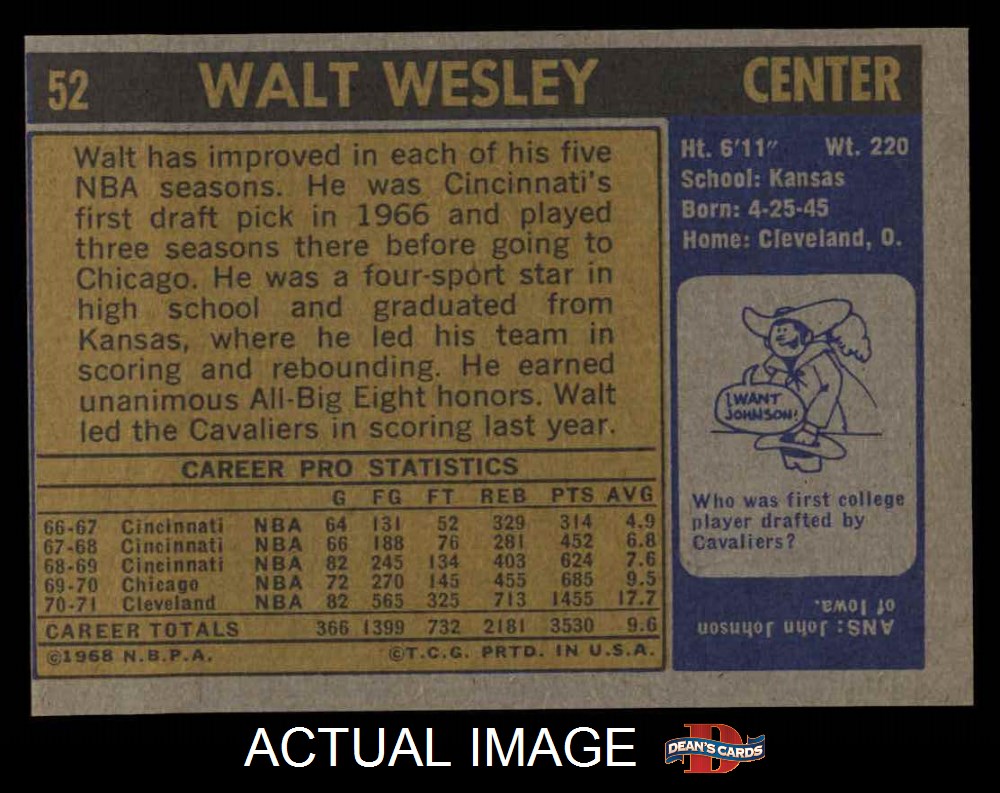 52 WALT WESLEY CENTER
Walt has improved in each of his five
NBA seasons. He was Cincinnati's
first draft pick in 1966 and played
three seasons there before going to
Chicago. He was a four-sport star in
high school and graduated from
Kansas, where he led his team in
scoring and rebounding. He earned
unanimous All-Big Eight honors. Walt
led the Cavaliers in scoring last year.
CAREER PRO STATISTICS
G FG FT REB PTS AVG
66-67 Cincinnati NBA 64 131 52 329 314 4.9
67-68 Cincinnati NBA 66 188 76 281 452 6.8
68-69 Cincinnati NBA 82 245 134 403 624 7.6
69-70 Chicago NBA 72 270 145 455 685 9.5
70-71 Cleveland NBA 82 565 325 713 1455 17.7
CAREER TOTALS 366 1399 732 2181 3530 9.6
©1968 N.B.P.A. ©T.C.G. PRTD. IN U.S.A.
Ht. 6'11" Wt. 220
School: Kansas
Born: 4-25-45
Home: Cleveland, O.
I WANT
JOHNSON!
Who was first college
player drafted by
Cavaliers?
ANS: John Johnson
of Iowa.
ACTUAL IMAGE
D
DEAN'S CARDS